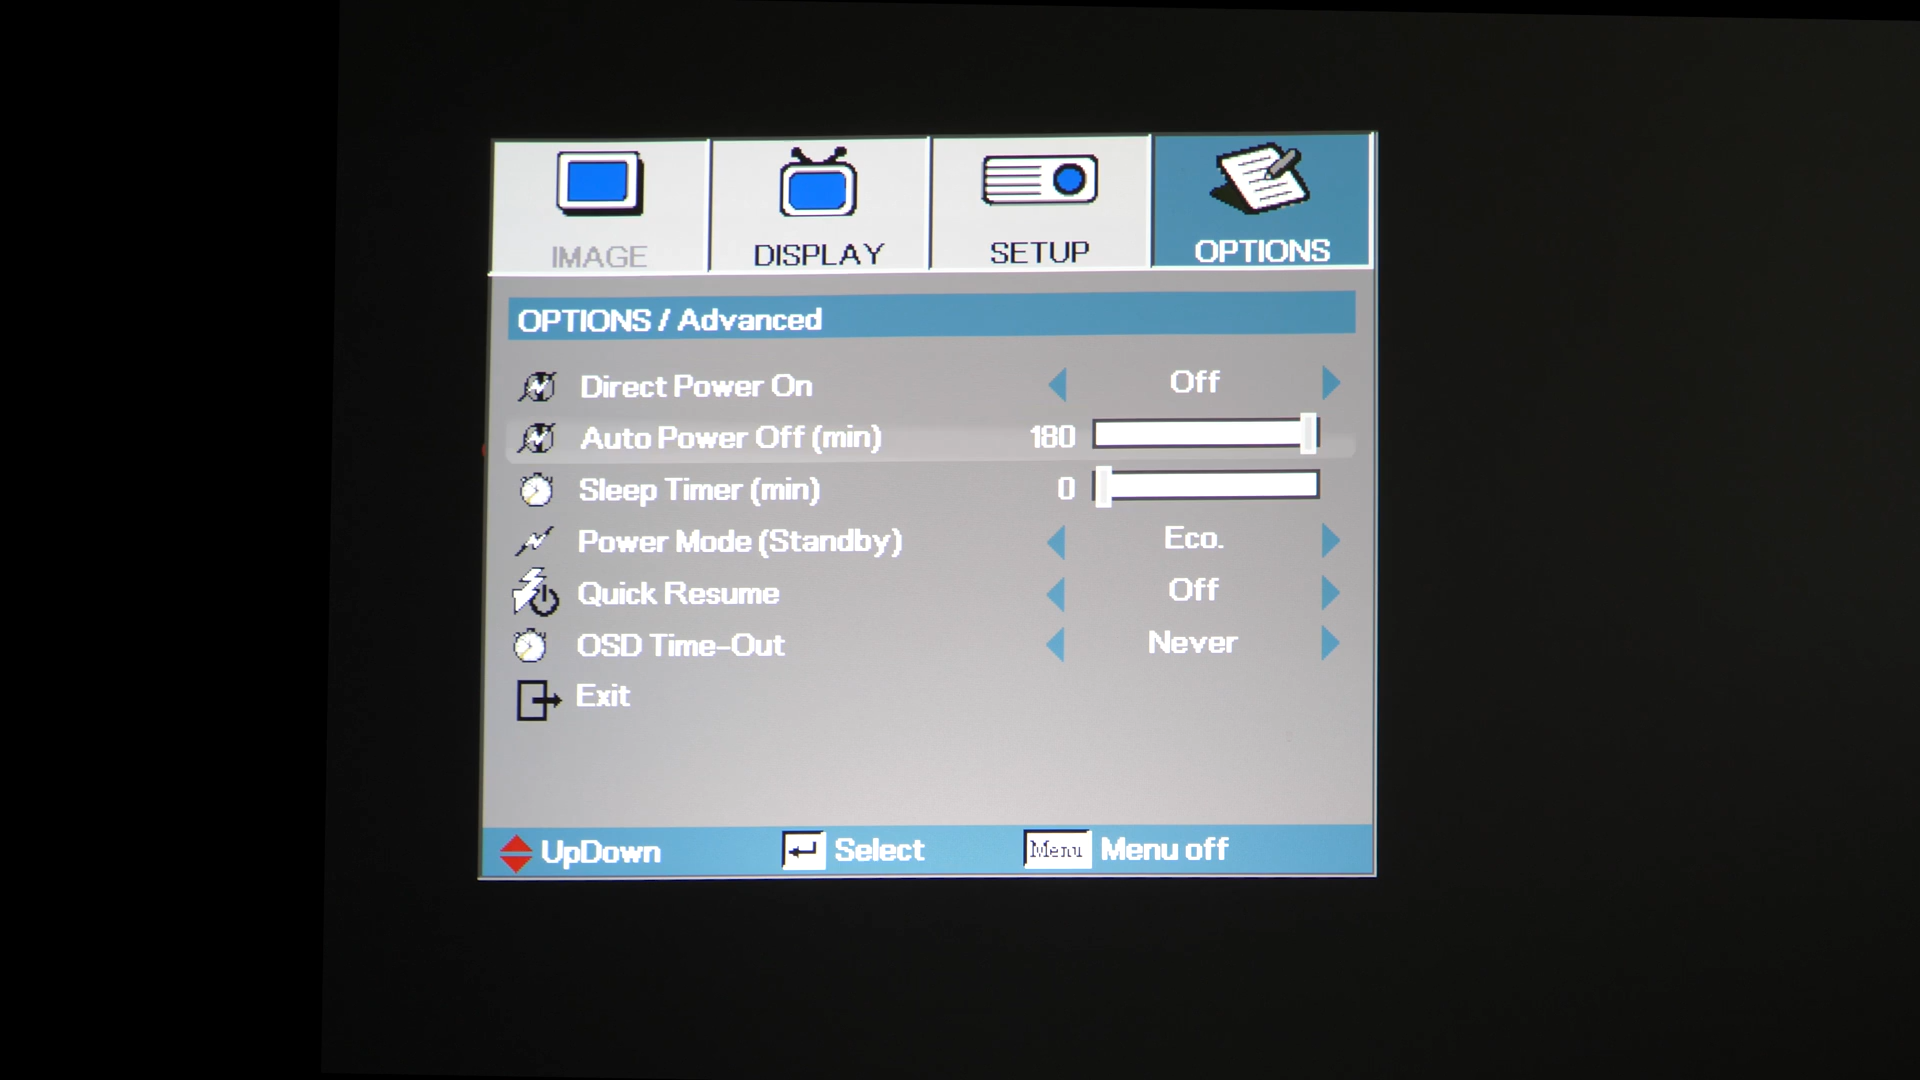 IMAGE DISPLAY SETUP OPTIONS
OPTIONS / Advanced
Direct Power On Off
Auto Power Off (min) 180
Sleep Timer (min) 0
Power Mode (Standby) Eco.
Quick Resume Off
OSD Time-Out Never
Exit
UpDown Select Menu Menu off